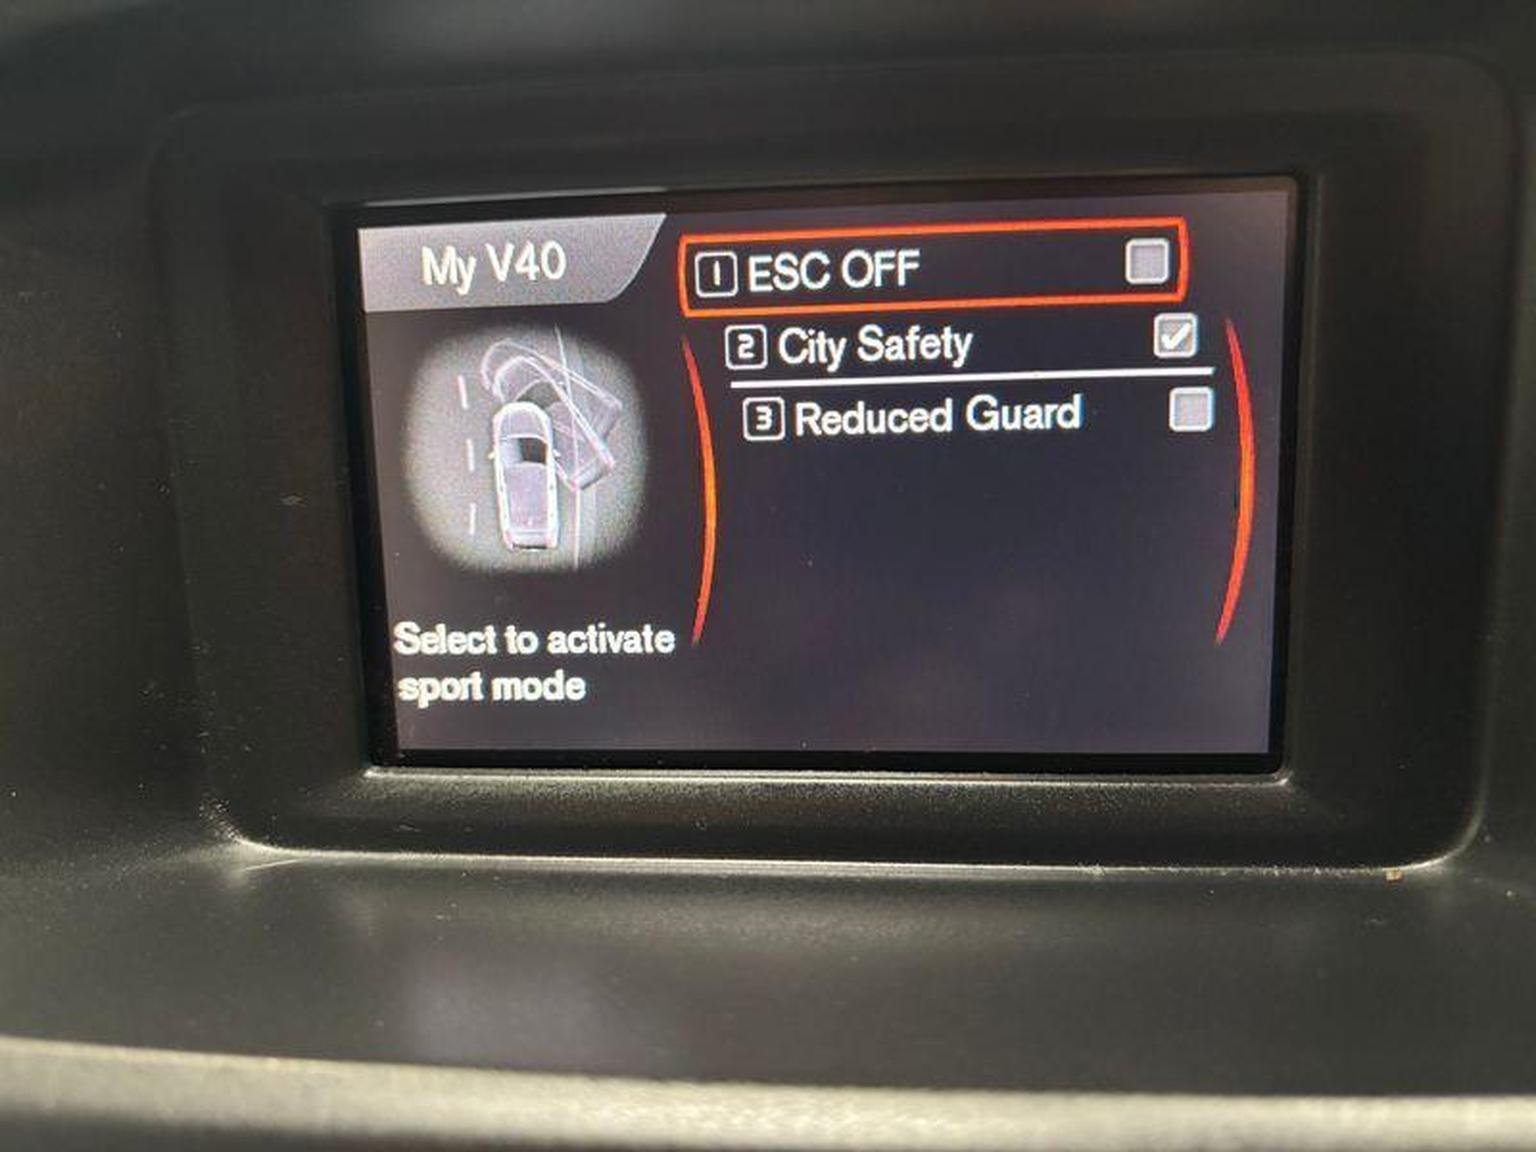 My V40
1 ESC OFF
2 City Safety
3 Reduced Guard
Select to activate
sport mode